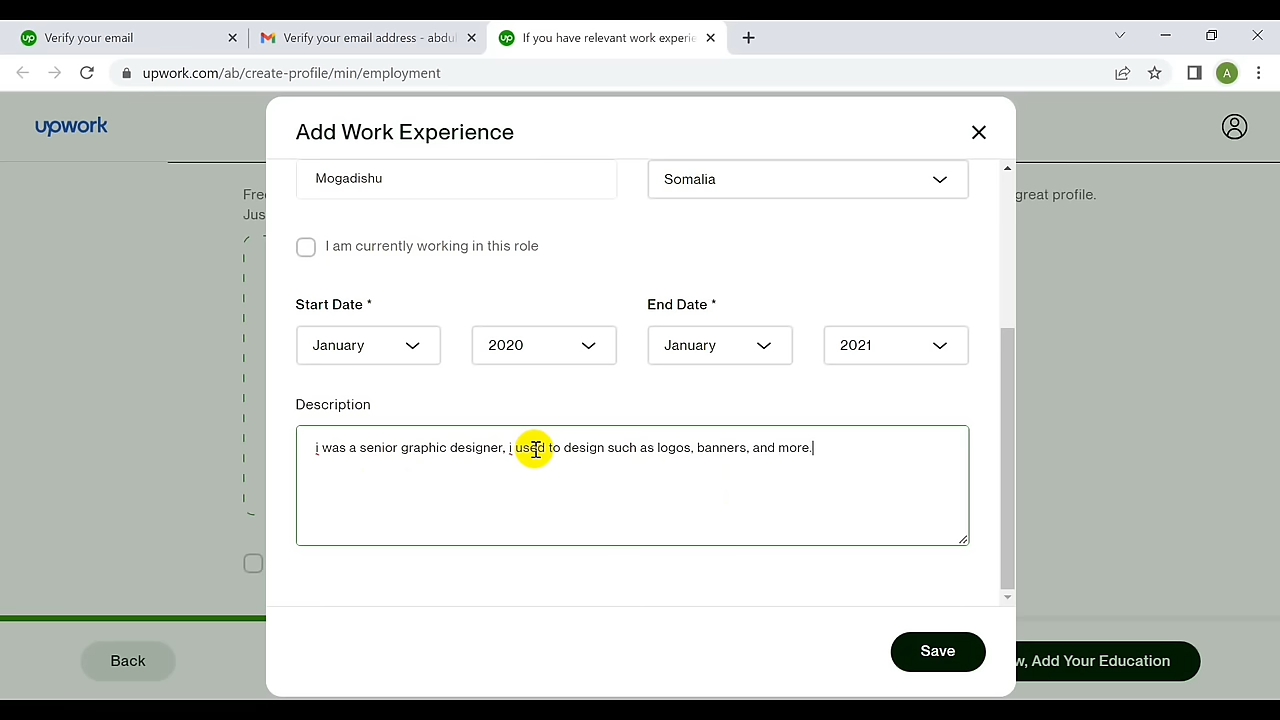 Verify your email
Verify your email address - abdul
If you have relevant work experie
upwork.com/ab/create-profile/min/employment
A
upwork
Add Work Experience
Mogadishu
Somalia
great profile.
I am currently working in this role
Start Date *
End Date *
January
2020
January
2021
Description
i was a senior graphic designer, i used to design such as logos, banners, and more.
Back
Save
Add Your Education